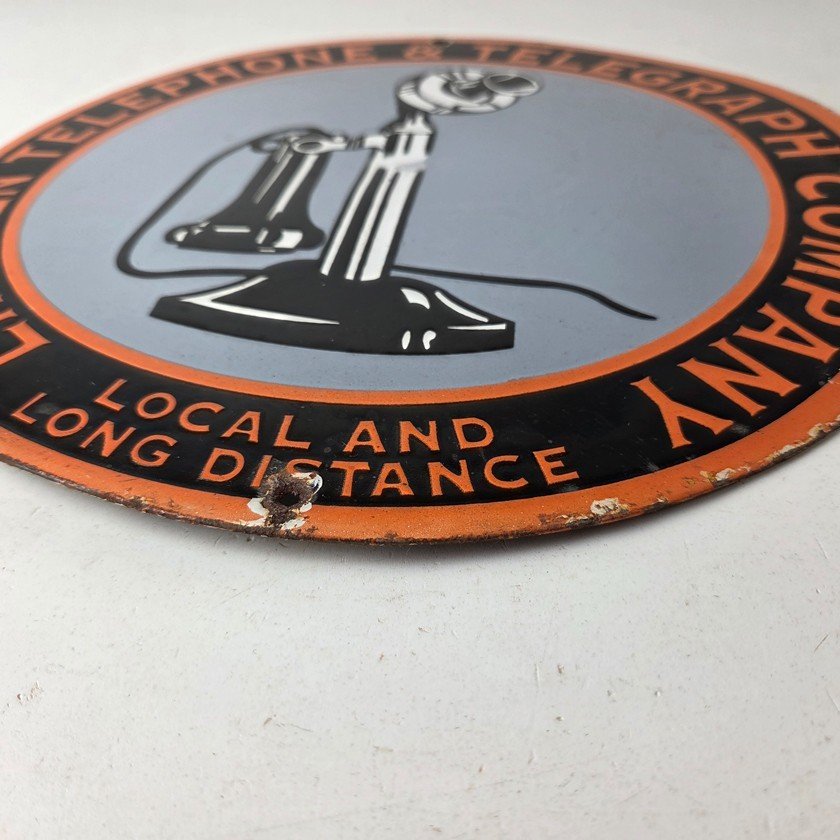 TELEPHONE & TELEGRAPH COMPANY
LOCAL AND
LONG DISTANCE